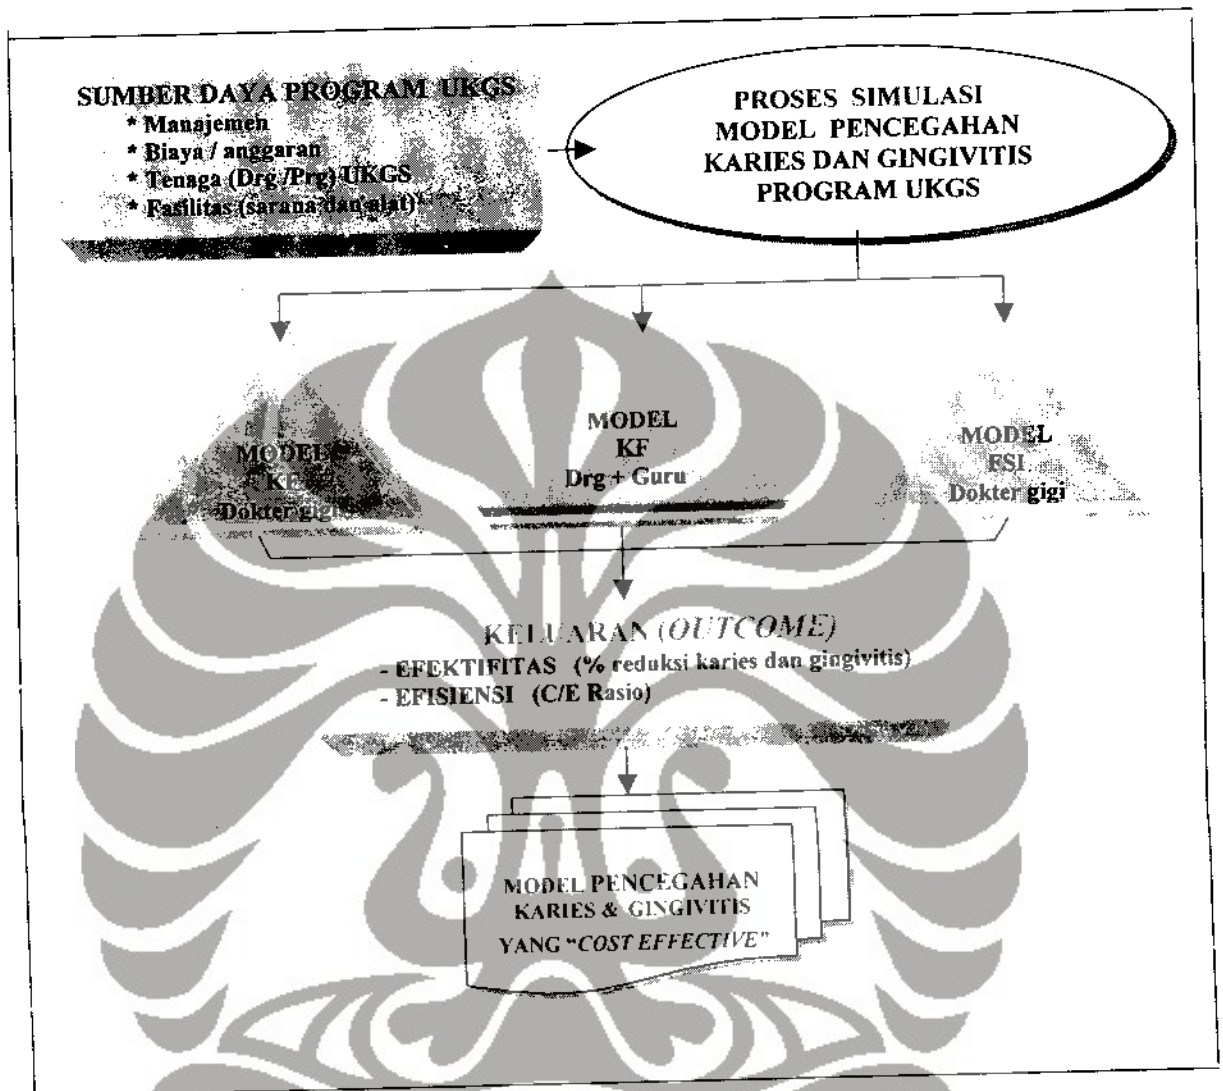 SUMBER DAYA PROGRAM UKGS
* Manajemen
* Biaya / anggaran
* Tenaga (Drg /Prg) UKGS
* Fasilitas (sarana dan alat)
PROSES SIMULASI
MODEL PENCEGAHAN
KARIES DAN GINGIVITIS
PROGRAM UKGS
MODEL
KF
Dokter gigi
MODEL
KF
Drg + Guru
MODEL
FSI
Dokter gigi
KELUARAN (OUTCOME)
- EFEKTIFITAS (% reduksi karies dan gingivitis)
- EFISIENSI (C/E Rasio)
MODEL PENCEGAHAN
KARIES & GINGIVITIS
YANG "COST EFFECTIVE"